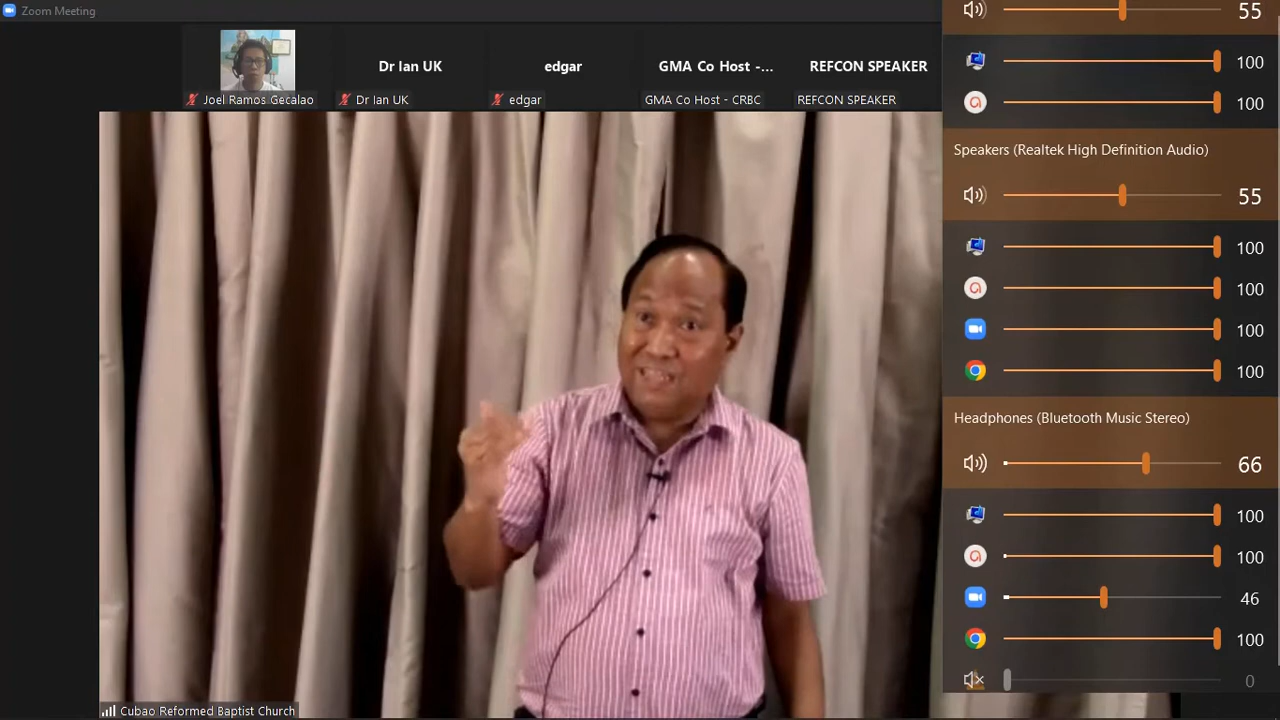 Zoom Meeting
Dr Ian UK
edgar
GMA Co Host -...
REFCON SPEAKER
Joel Ramos Gecalao
Dr Ian UK
edgar
GMA Co Host - CRBC
REFCON SPEAKER
Cubao Reformed Baptist Church
55
100
100
Speakers (Realtek High Definition Audio)
55
100
100
100
100
Headphones (Bluetooth Music Stereo)
66
100
100
46
100
0